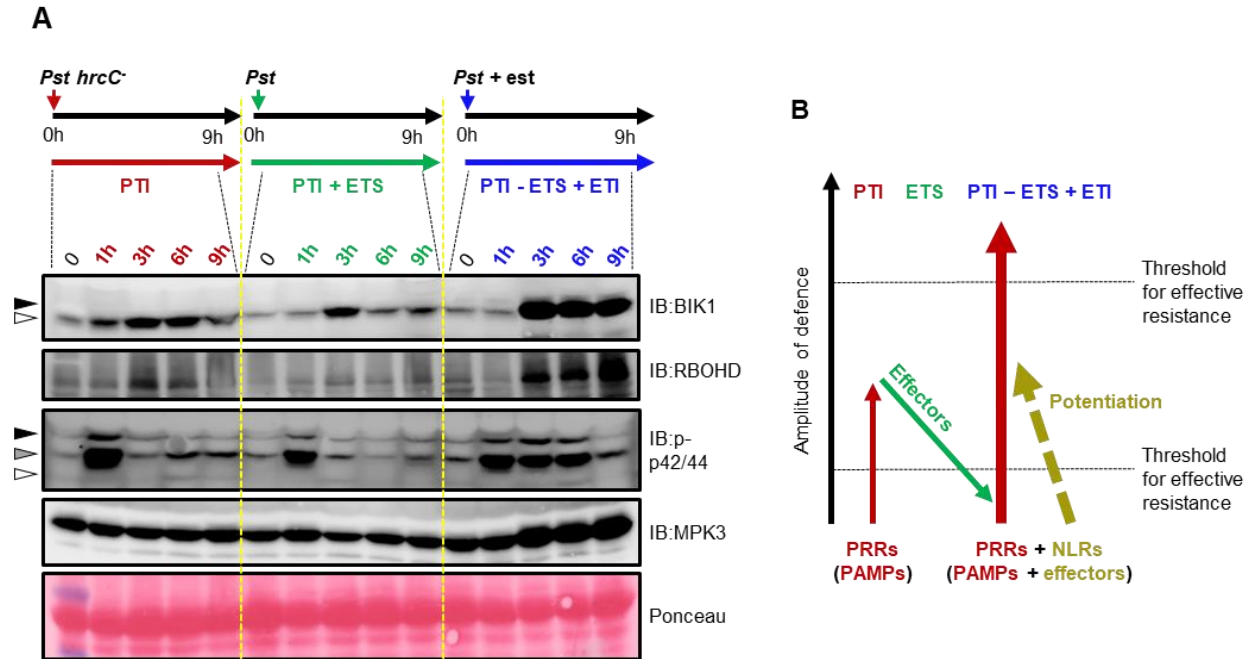 A
Pst hrcC-
Pst
Pst + est
0h
9h
0h
9h
0h
9h
PTI
PTI + ETS
PTI - ETS + ETI
0 1h 3h 6h 9h 0 1h 3h 6h 9h 0 1h 3h 6h 9h
IB:BIK1
IB:RBOHD
IB:p-
p42/44
IB:MPK3
Ponceau
B
PTI ETS PTI – ETS + ETI
Amplitude of defence
Threshold
for effective
resistance
Effectors
Potentiation
Threshold
for effective
resistance
PRRs
(PAMPs)
PRRs + NLRs
(PAMPs + effectors)